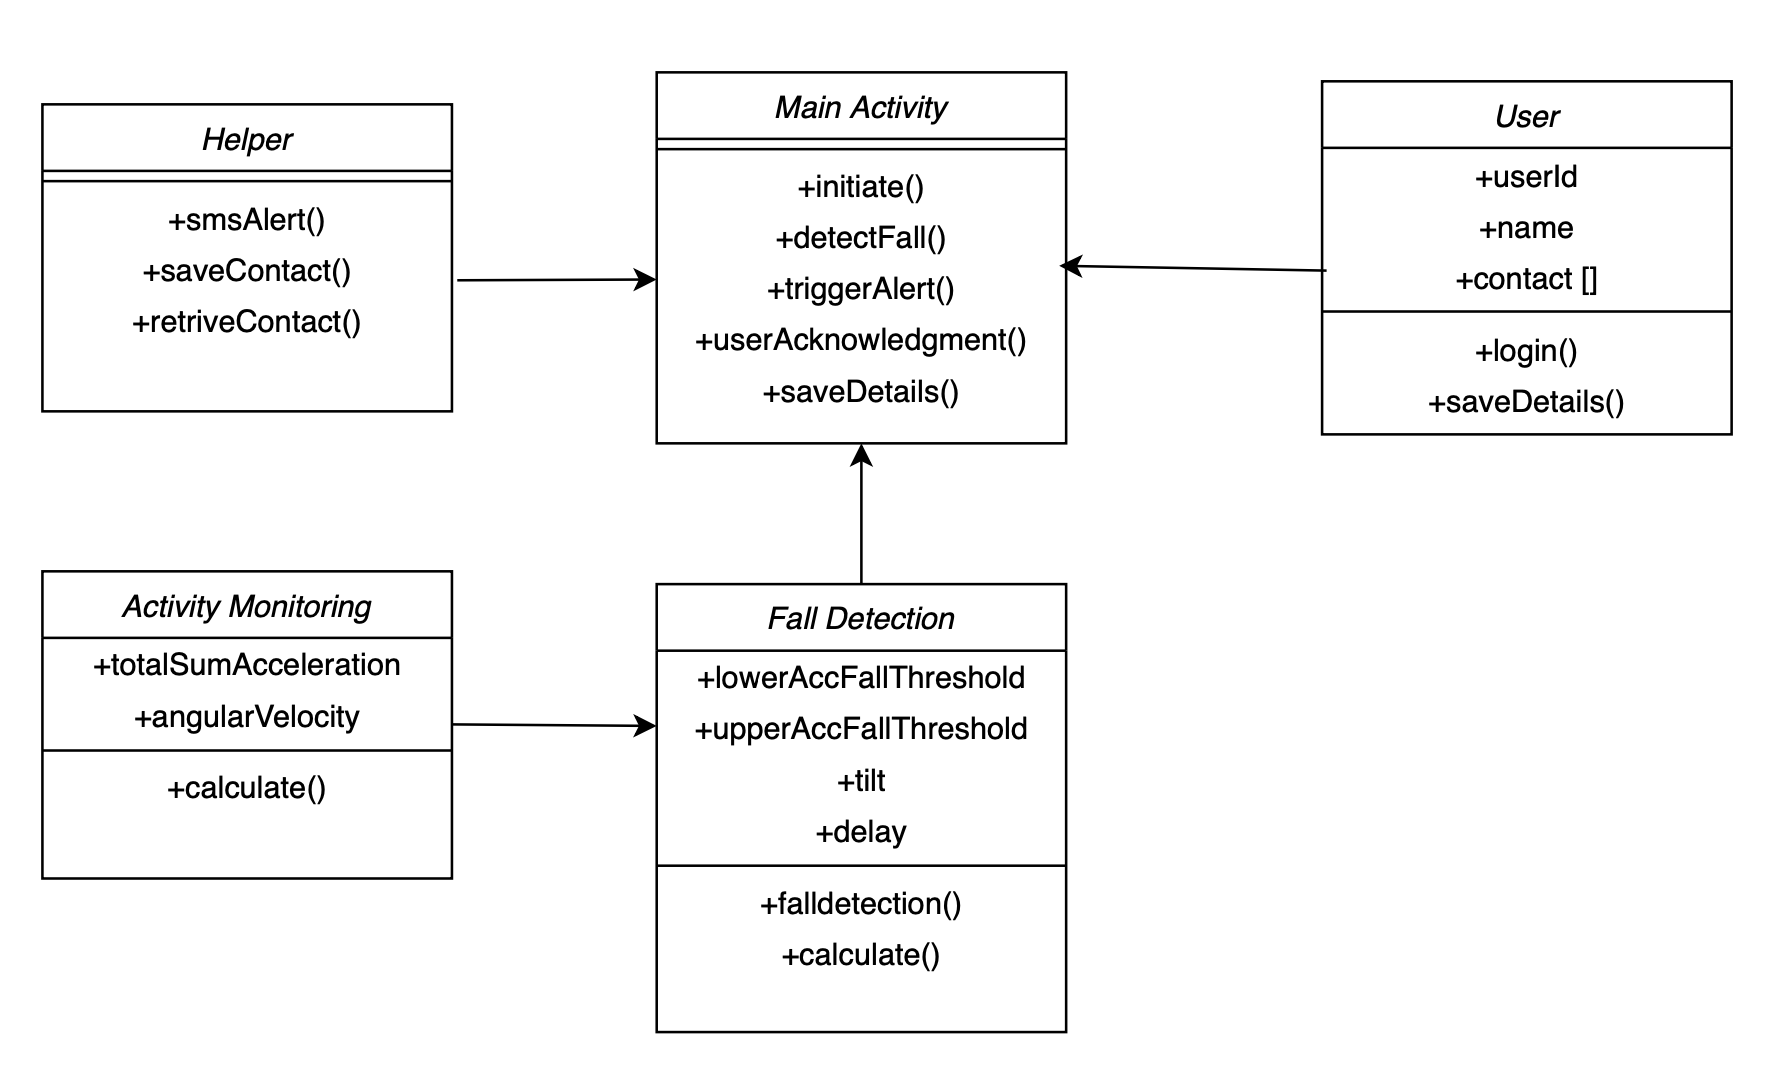 Helper
+smsAlert()
+saveContact()
+retriveContact()
Main Activity
+initiate()
+detectFall()
+triggerAlert()
+userAcknowledgment()
+saveDetails()
User
+userId
+name
+contact []
+login()
+saveDetails()
Activity Monitoring
+totalSumAcceleration
+angularVelocity
+calculate()
Fall Detection
+lowerAccFallThreshold
+upperAccFallThreshold
+tilt
+delay
+falldetection()
+calculate()